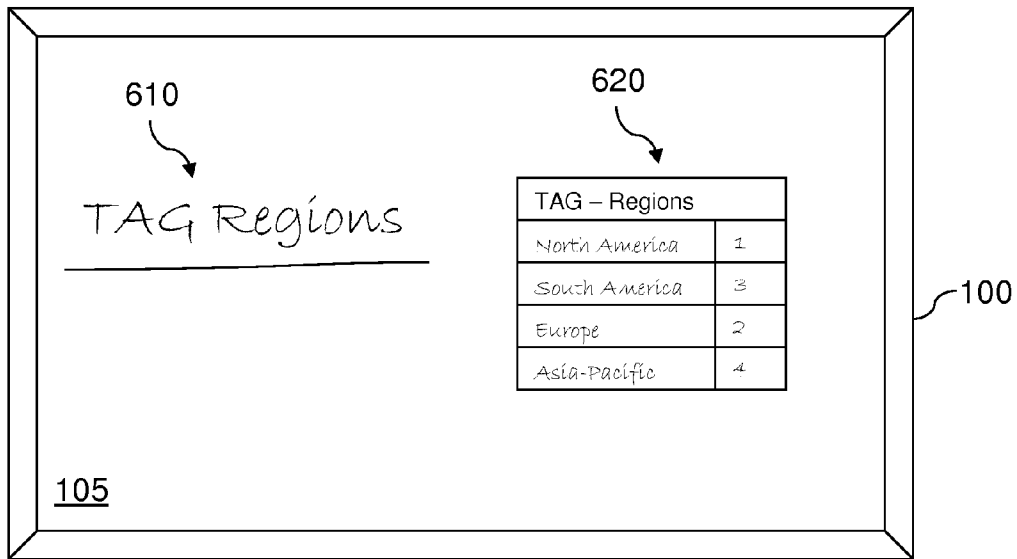 610
620
TAG Regions
TAG – Regions
North America 1
South America 3
Europe 2
Asia-Pacific 4
100
105